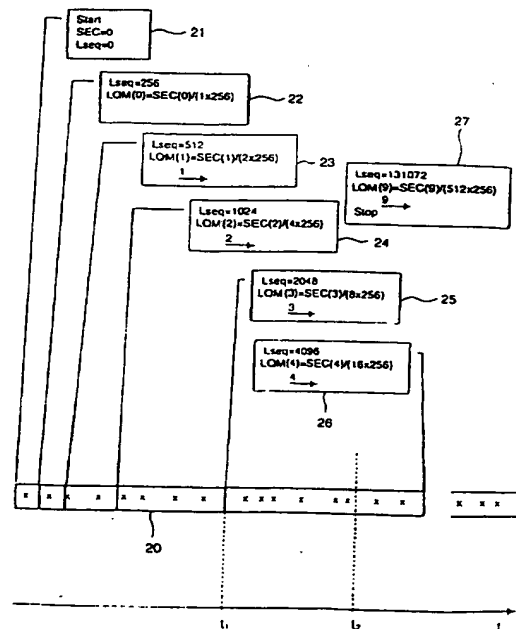 Start
SEC=0
Lseq=0
21
Lseq=256
LOM(0)=SEC(0)/(1x256)
22
Lseq=512
LOM(1)=SEC(1)/(2x256)
1
23
27
Lseq=131072
LOM(9)=SEC(9)/(512x256)
9
Stop
Lseq=1024
LOM(2)=SEC(2)/(4x256)
2
24
Lseq=2048
LOM(3)=SEC(3)/(8x256)
3
25
Lseq=4096
LOM(4)=SEC(4)/(16x256)
4
26
x x x x x x x x x x x x x x x x x x x
20
t₁ t₂ t